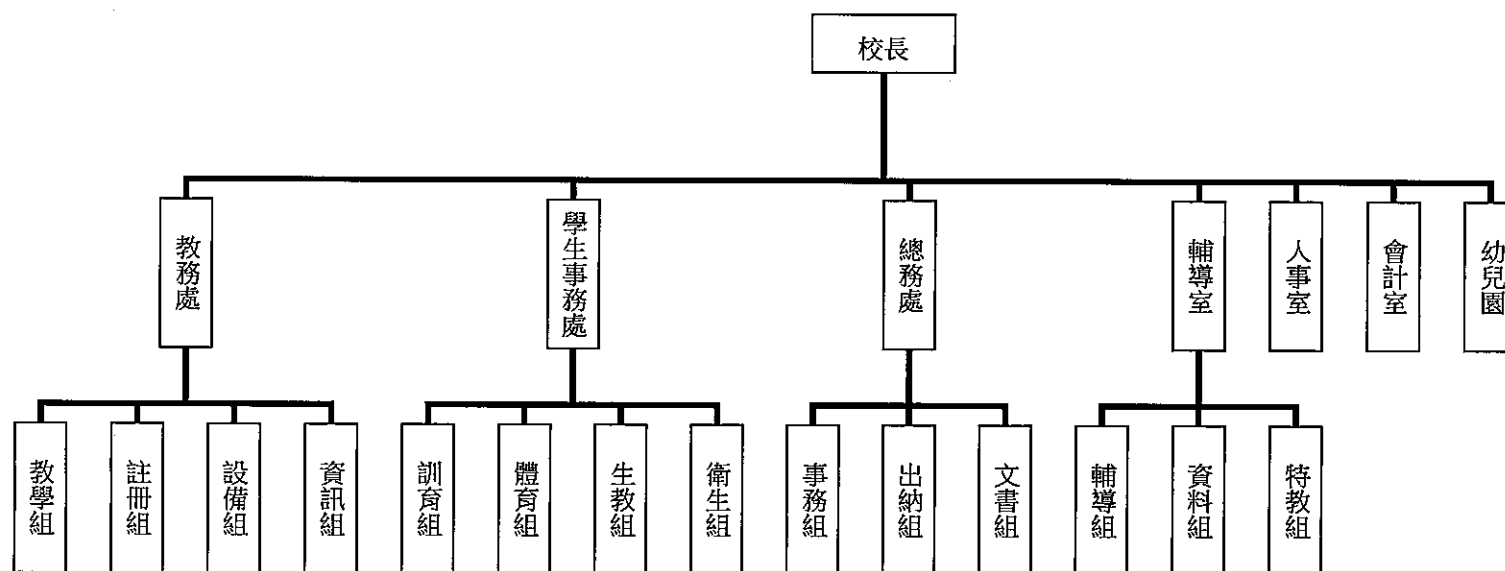 校長
教務處
學生事務處
總務處
輔導室
人事室
會計室
幼兒園
教學組
註冊組
設備組
資訊組
訓育組
體育組
生教組
衛生組
事務組
出納組
文書組
輔導組
資料組
特教組